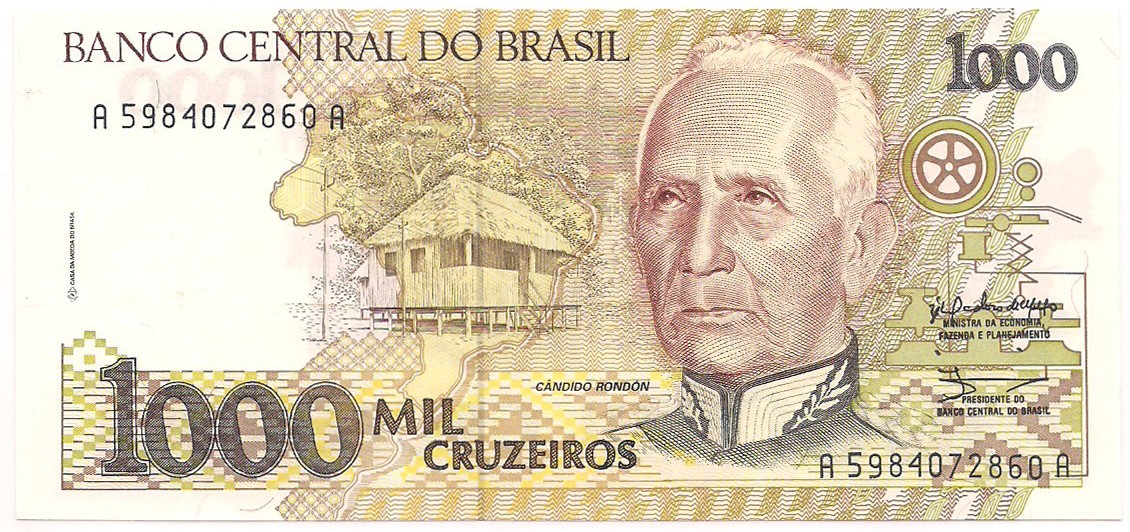 BANCO CENTRAL DO BRASIL
1000
A 5984072860 A
CASA DA MOEDA DO BRASIL
MINISTRA DA ECONOMIA,
FAZENDA E PLANEJAMENTO
PRESIDENTE DO
BANCO CENTRAL DO BRASIL
CÂNDIDO RONDON
1000 MIL
CRUZEIROS
A 5984072860 A